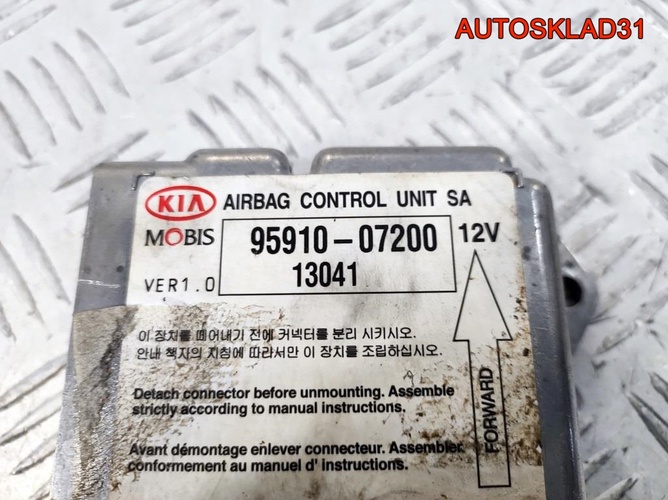 AUTOSKLAD31
KIA AIRBAG CONTROL UNIT SA
MOBIS 95910-07200 12V
VER1.0 13041
이 장치를 떼어내기 전에 커넥터를 분리 시키시오.
안내 책자의 지침에 따라서만 이 장치를 조립하십시오.
Detach connector before unmounting. Assemble
strictly according to manual instructions.
FORWARD
Avant démontage enlever connecteur. Assembler
conformement au manuel d' instructions.